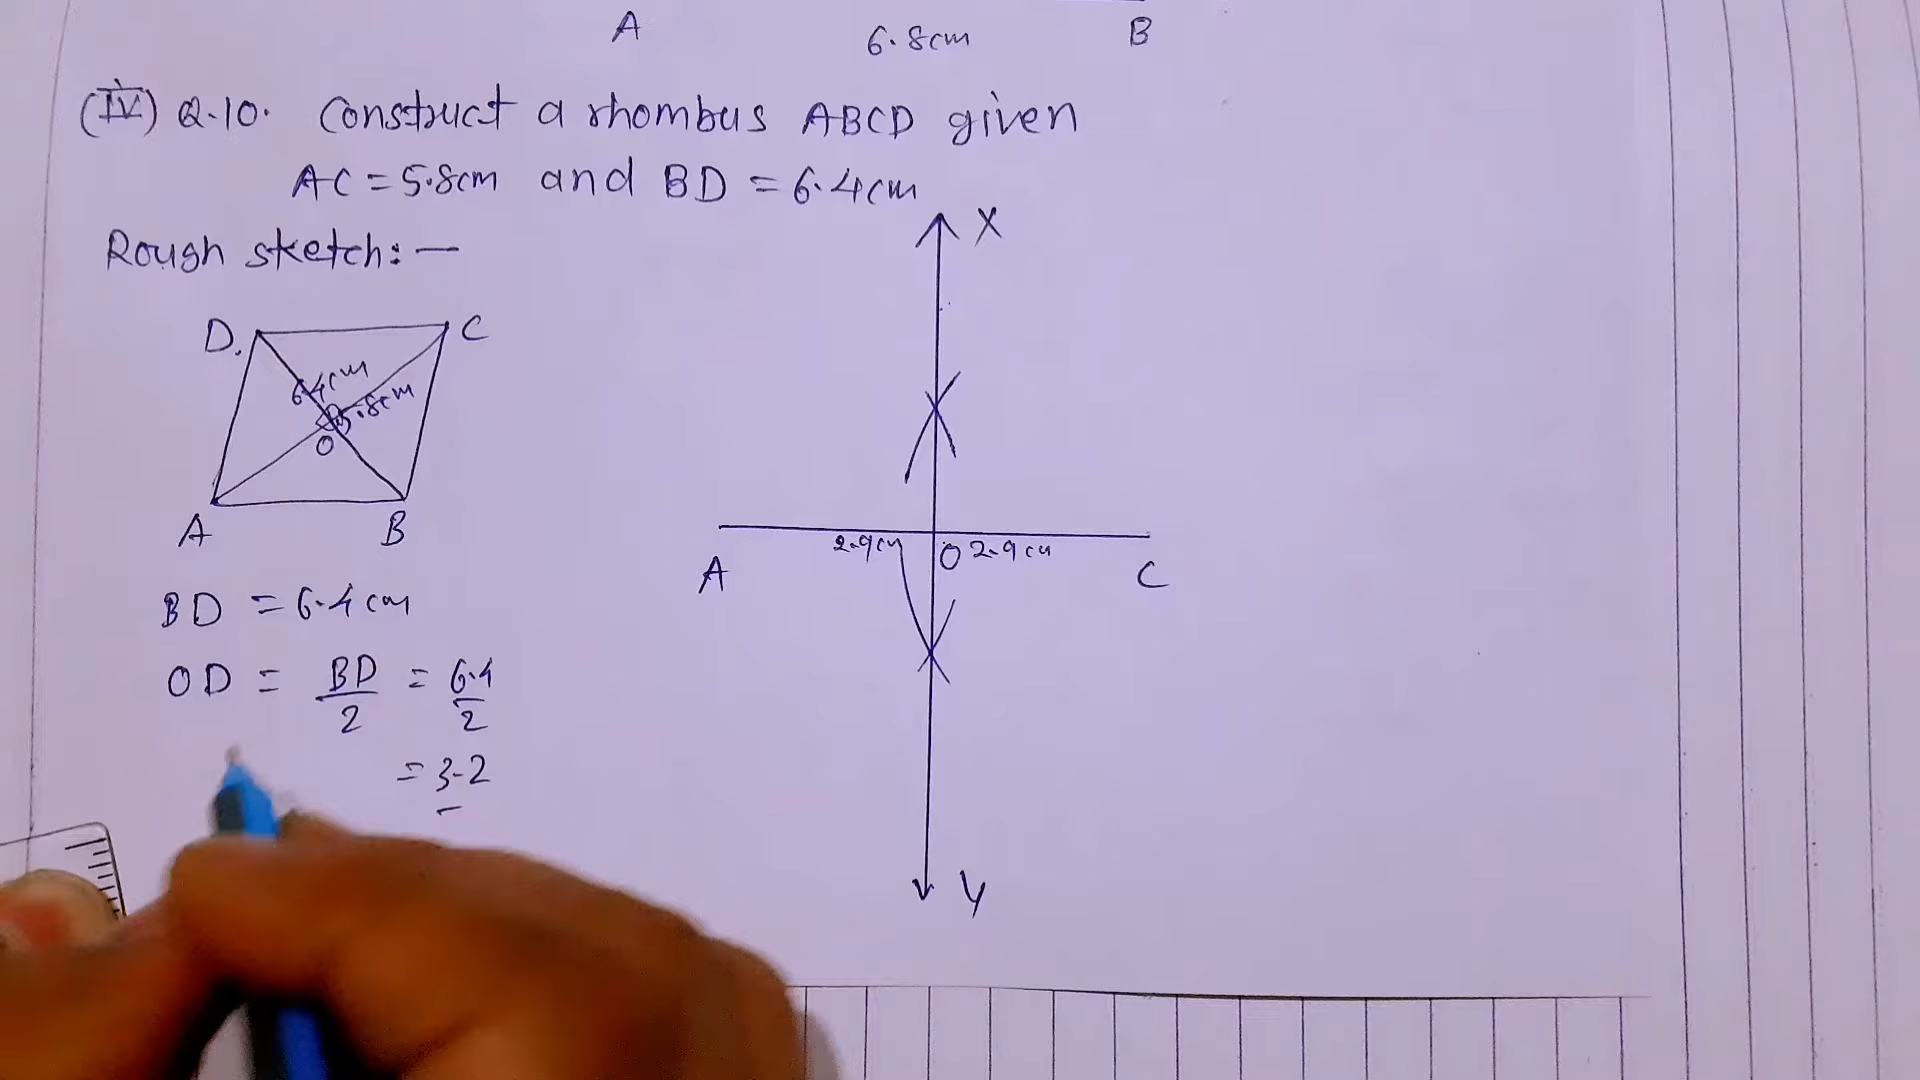 A 6.8cm B
(IV) Q.10. Construct a rhombus ABCD given
AC = 5.8cm and BD = 6.4cm
Rough sketch: —
X
D. C
6.4cm
5.8cm
O
A B
2.9cm O 2.9cm
A C
BD = 6.4cm
OD = BD/2 = 6.4/2
= 3.2
Y